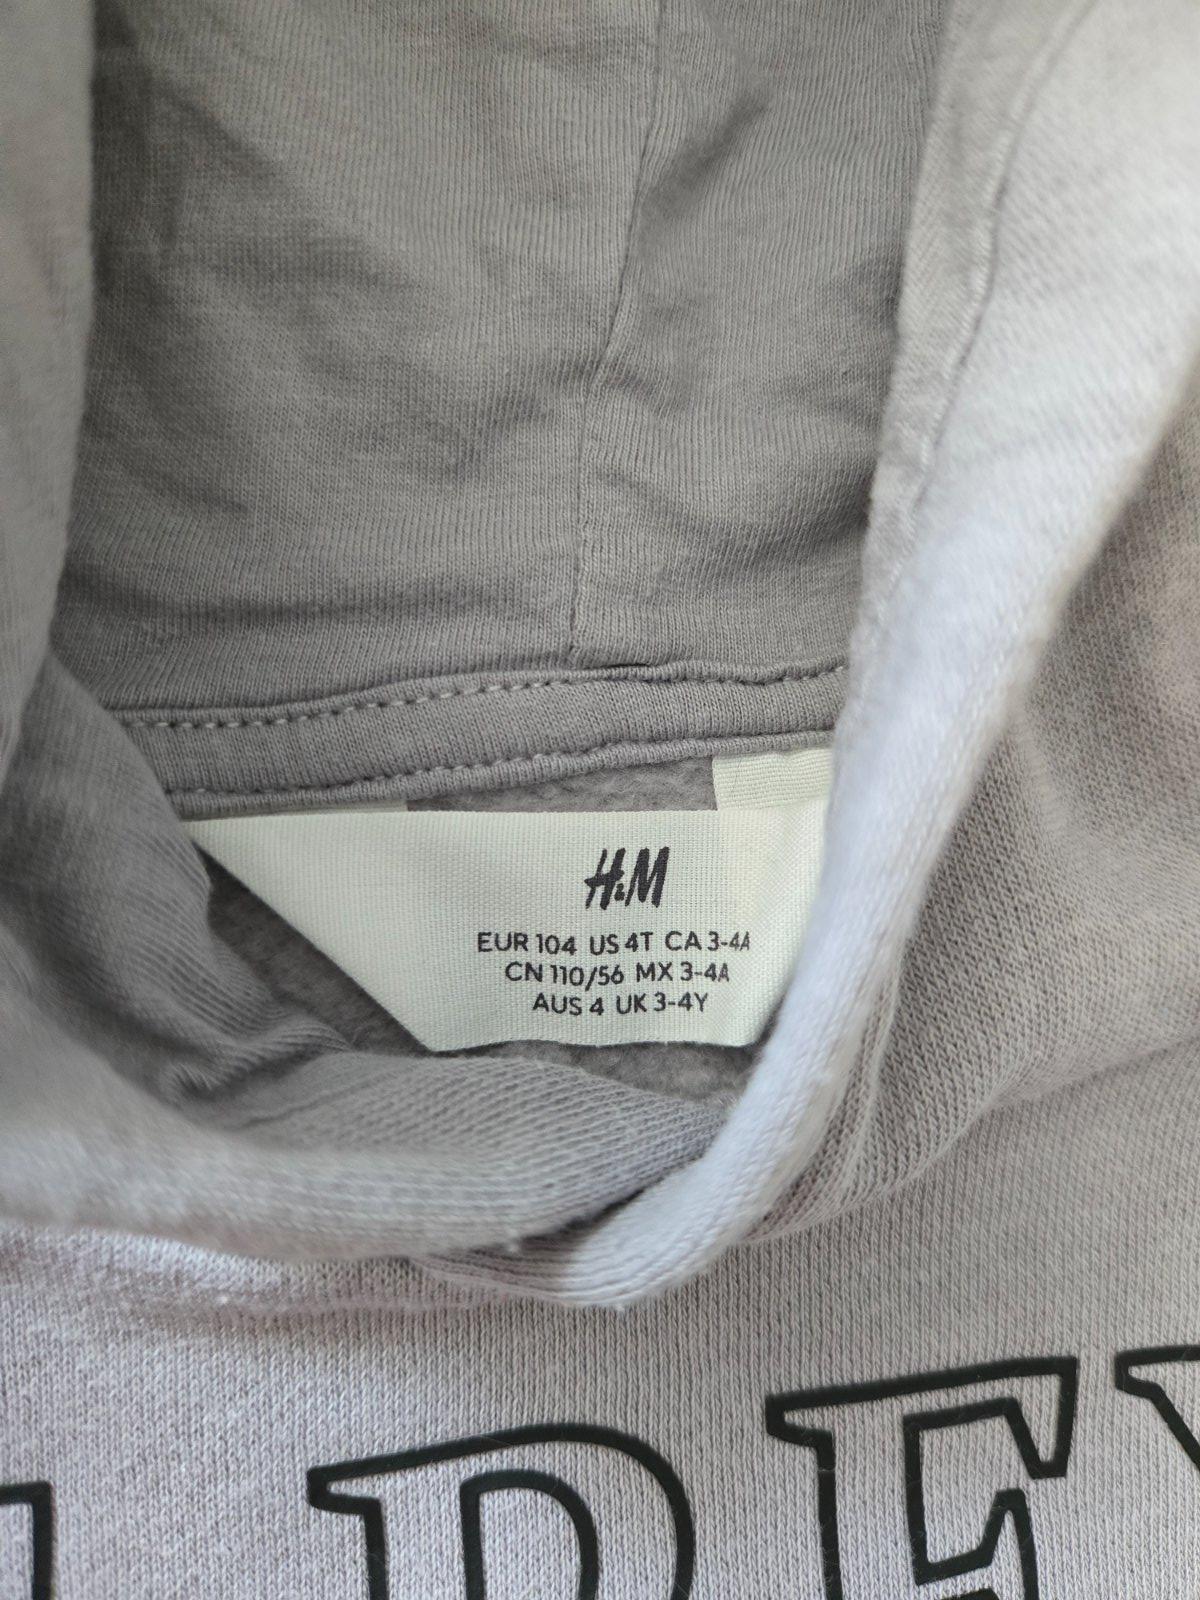 H&M
EUR 104 US 4T CA 3-4A
CN 110/56 MX 3-4A
AUS 4 UK 3-4Y